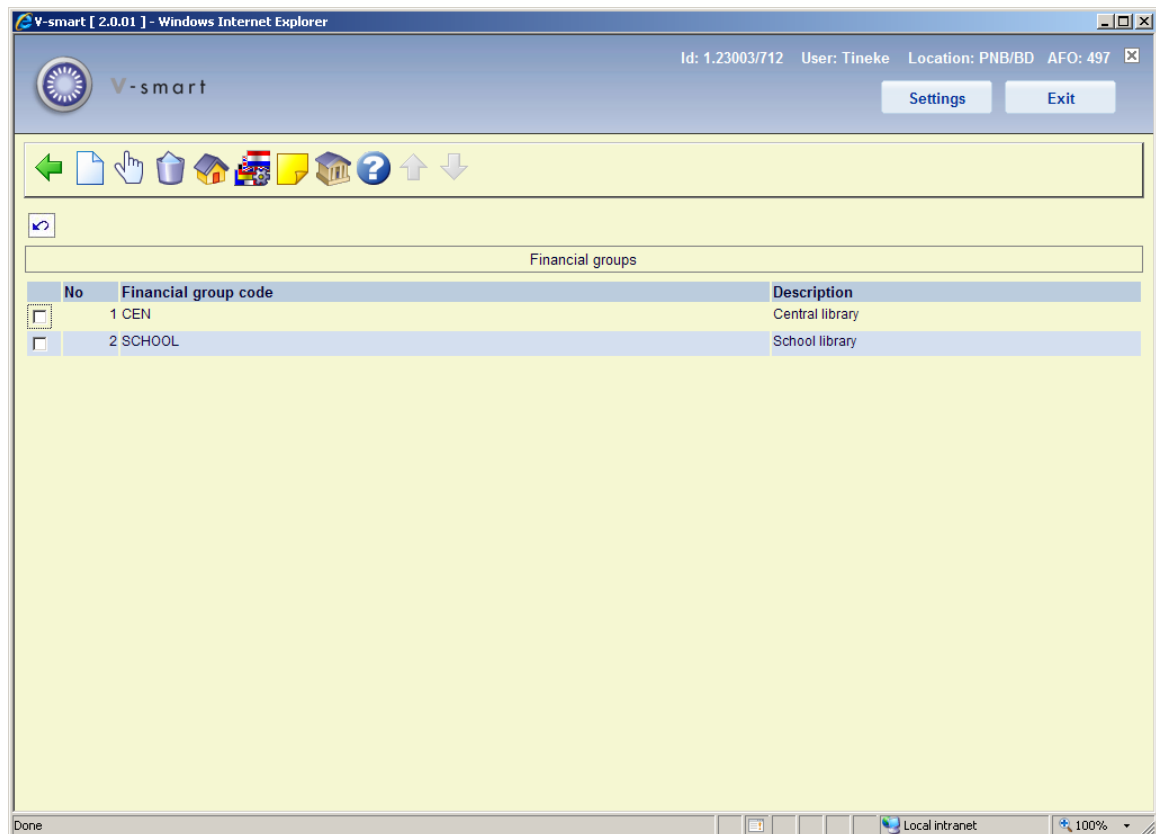 V-smart [ 2.0.01 ] - Windows Internet Explorer
Id: 1.23003/712 User: Tineke Location: PNB/BD AFO: 497
V-smart
Settings Exit
Financial groups
No Financial group code Description
1 CEN Central library
2 SCHOOL School library
Done Local intranet 100%